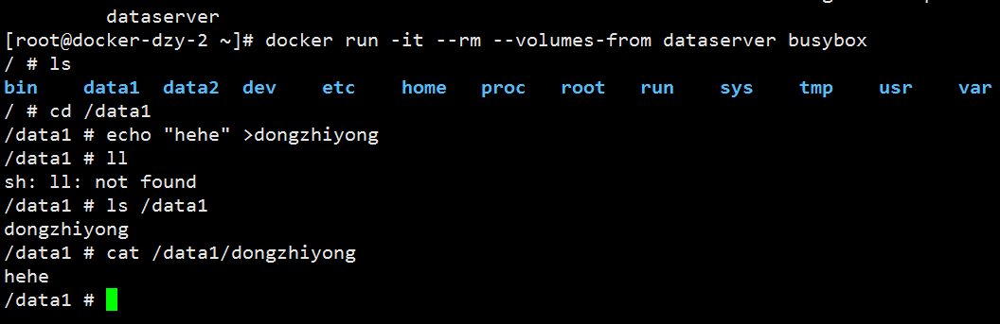 dataserver
[root@docker-dzy-2 ~]# docker run -it --rm --volumes-from dataserver busybox
/ # ls
bin data1 data2 dev etc home proc root run sys tmp usr var
/ # cd /data1
/data1 # echo "hehe" >dongzhiyong
/data1 # ll
sh: ll: not found
/data1 # ls /data1
dongzhiyong
/data1 # cat /data1/dongzhiyong
hehe
/data1 #